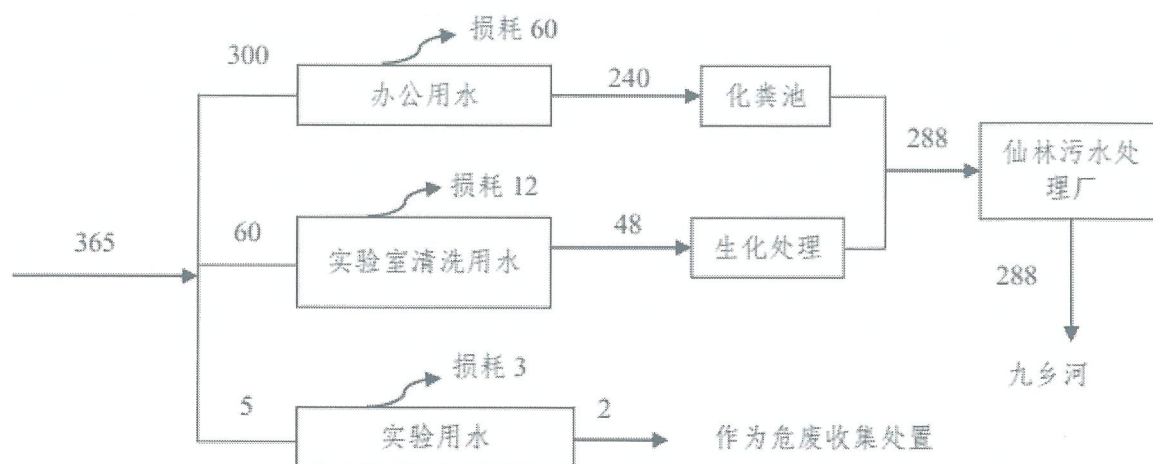 损耗 60
300
办公用水
240
化粪池
288
仙林污水处
理厂
损耗 12
365
60
实验室清洗用水
48
生化处理
288
九乡河
损耗 3
5
实验用水
2
作为危废收集处置